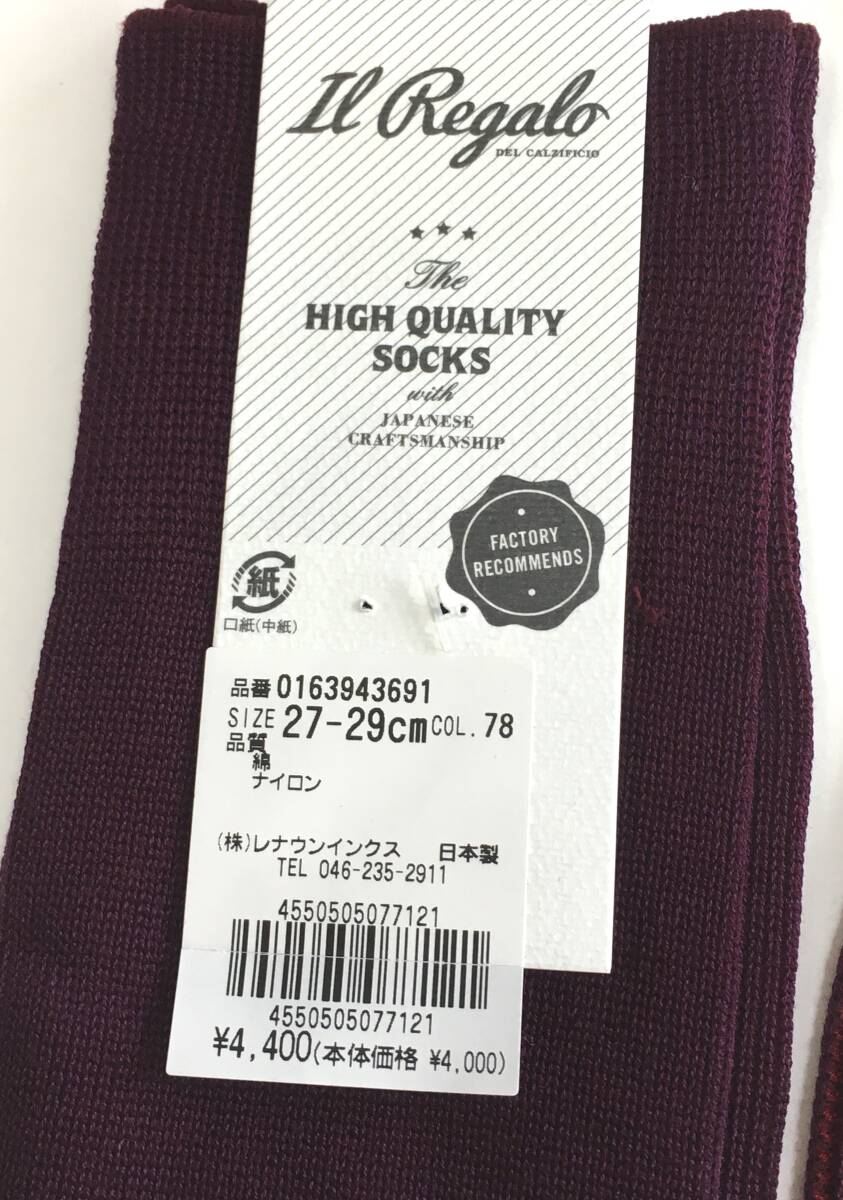 Il Regalo
DEL CALZIFICIO
The
HIGH QUALITY
SOCKS
with
JAPANESE
CRAFTSMANSHIP
FACTORY
RECOMMENDS
紙
口紙(中紙)
品番 0163943691
SIZE 27-29cm COL. 78
品質
綿
ナイロン
(株)レナウンインクス 日本製
TEL 046-235-2911
4550505077121
4550505077121
¥4,400(本体価格 ¥4,000)